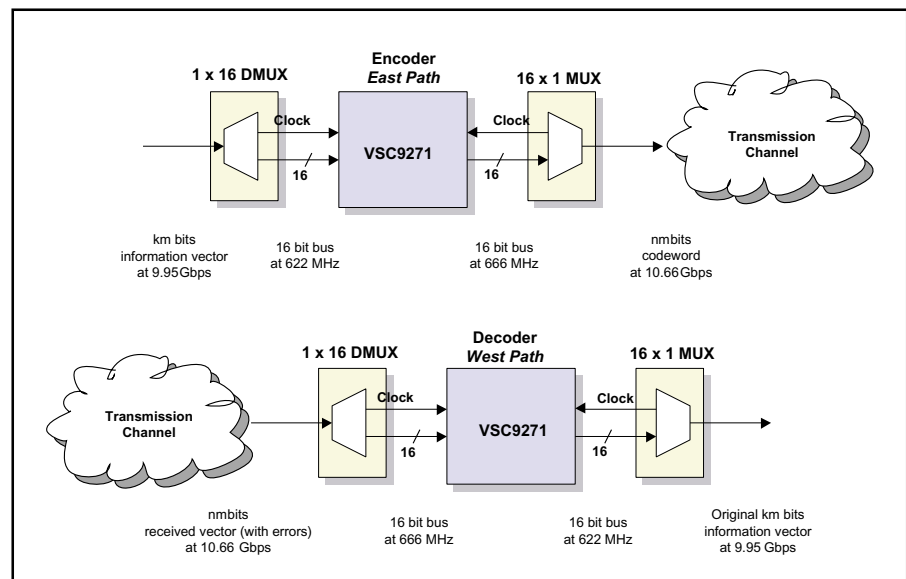 Encoder
East Path
1 x 16 DMUX
16 x 1 MUX
Clock
Clock
VSC9271
16
16
Transmission
Channel
km bits
information vector
at 9.95Gbps
16 bit bus
at 622 MHz
16 bit bus
at 666 MHz
nmbits
codeword
at 10.66Gbps
Decoder
West Path
1 x 16 DMUX
16 x 1 MUX
Transmission
Channel
Clock
Clock
VSC9271
16
16
nmbits
received vector (with errors)
at 10.66 Gbps
16 bit bus
at 666 MHz
16 bit bus
at 622 MHz
Original km bits
information vector
at 9.95 Gbps